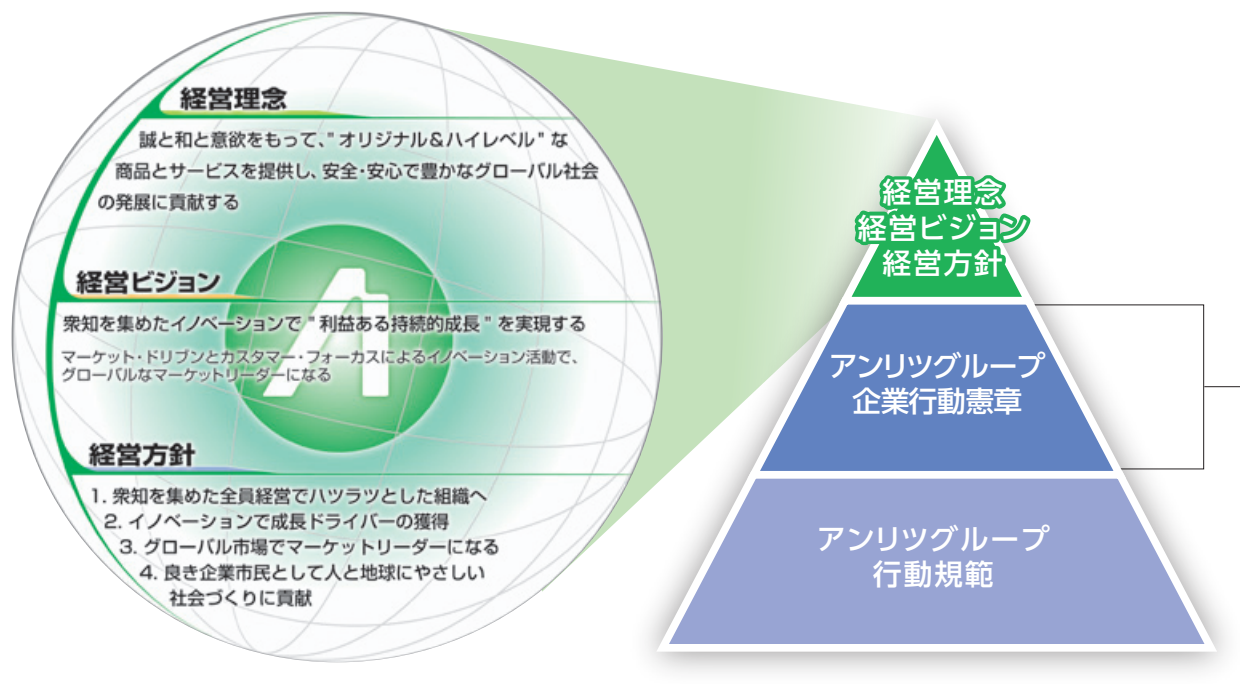 経営理念
誠と和と意欲をもって、"オリジナル&ハイレベル"な
商品とサービスを提供し、安全・安心で豊かなグローバル社会
の発展に貢献する
経営ビジョン
衆知を集めたイノベーションで"利益ある持続的成長"を実現する
マーケット・ドリブンとカスタマー・フォーカスによるイノベーション活動で、
グローバルなマーケットリーダーになる
経営方針
1. 衆知を集めた全員経営でハツラツとした組織へ
2. イノベーションで成長ドライバーの獲得
3. グローバル市場でマーケットリーダーになる
4. 良き企業市民として人と地球にやさしい
社会づくりに貢献
経営理念
経営ビジョン
経営方針
アンリツグループ
企業行動憲章
アンリツグループ
行動規範